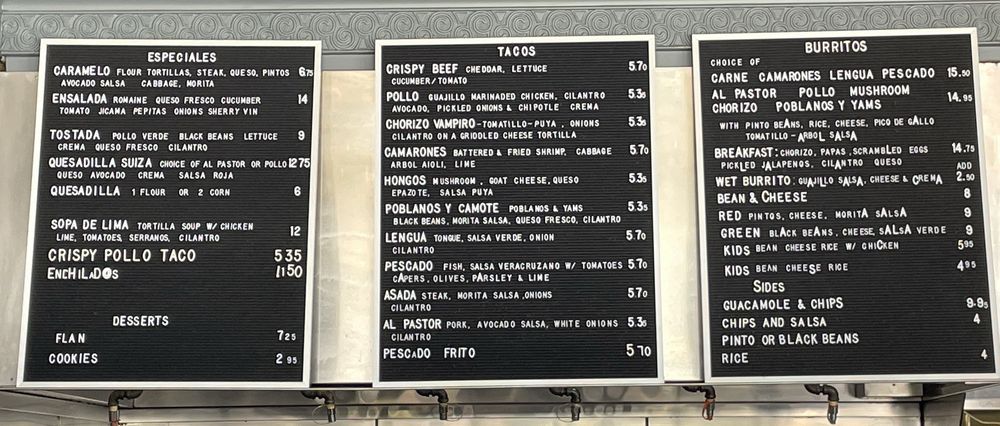 ESPECIALES
CARAMELO FLOUR TORTILLAS, STEAK, QUESO, PINTOS 6.75
AVOCADO SALSA CABBAGE, MORITA
ENSALADA ROMAINE QUESO FRESCO CUCUMBER 14
TOMATO JICAMA PEPITAS ONIONS SHERRY VIN
TOSTADA POLLO VERDE BLACK BEANS LETTUCE 9
CREMA QUESO FRESCO CILANTRO
QUESADILLA SUIZA CHOICE OF AL PASTOR OR POLLO 12 75
QUESO AVOCADO CREMA SALSA ROJA
QUESADILLA 1 FLOUR OR 2 CORN 6
SOPA DE LIMA TORTILLA SOUP W/ CHICKEN 12
LIME, TOMATOES, SERRANOS, CILANTRO
CRISPY POLLO TACO 5 35
ENCHILADOS 11.50
DESSERTS
FLAN 7 25
COOKIES 2 95
TACOS
CRISPY BEEF CHEDDAR, LETTUCE 5.70
CUCUMBER/TOMATO
POLLO GUAJILLO MARINADED CHICKEN, CILANTRO 5.35
AVOCADO, PICKLED ONIONS & CHIPOTLE CREMA
CHORIZO VAMPIRO-TOMATILLO-PUYA, ONIONS 5.35
CILANTRO ON A GRIDDLED CHEESE TORTILLA
CAMARONES BATTERED & FRIED SHRIMP, CABBAGE 5.70
ARBOL AIOLI, LIME
HONGOS MUSHROOM, GOAT CHEESE, QUESO 5.35
EPAZOTE, SALSA PUYA
POBLANOS Y CAMOTE POBLANOS & YAMS 5.35
BLACK BEANS, MORITA SALSA, QUESO FRESCO, CILANTRO
LENGUA TONGUE, SALSA VERDE, ONION 5.70
CILANTRO
PESCADO FISH, SALSA VERACRUZANO W/ TOMATOES 5.70
CAPERS, OLIVES, PARSLEY & LIME
ASADA STEAK, MORITA SALSA, ONIONS 5.70
CILANTRO
AL PASTOR PORK, AVOCADO SALSA, WHITE ONIONS 5.35
CILANTRO
PESCADO FRITO 5 70
BURRITOS
CHOICE OF
CARNE CAMARONES LENGUA PESCADO 15.50
AL PASTOR POLLO MUSHROOM
CHORIZO POBLANOS Y YAMS 14.95
WITH PINTO BEANS, RICE, CHEESE, PICO DE GALLO
TOMATILLO-ARBOL SALSA
BREAKFAST: CHORIZO, PAPAS, SCRAMBLED EGGS 14.75
PICKLED JALAPENOS, CILANTRO QUESO
ADD
WET BURRITO: GUAJILLO SALSA, CHEESE & CREMA 2.50
BEAN & CHEESE 8
RED PINTOS, CHEESE, MORITA SALSA 9
GREEN BLACK BEANS, CHEESE, SALSA VERDE 9
KIDS BEAN CHEESE RICE W/ CHICKEN 5 95
KIDS BEAN CHEESE RICE 4 95
SIDES
GUACAMOLE & CHIPS 9.95
CHIPS AND SALSA 4
PINTO OR BLACK BEANS
RICE 4